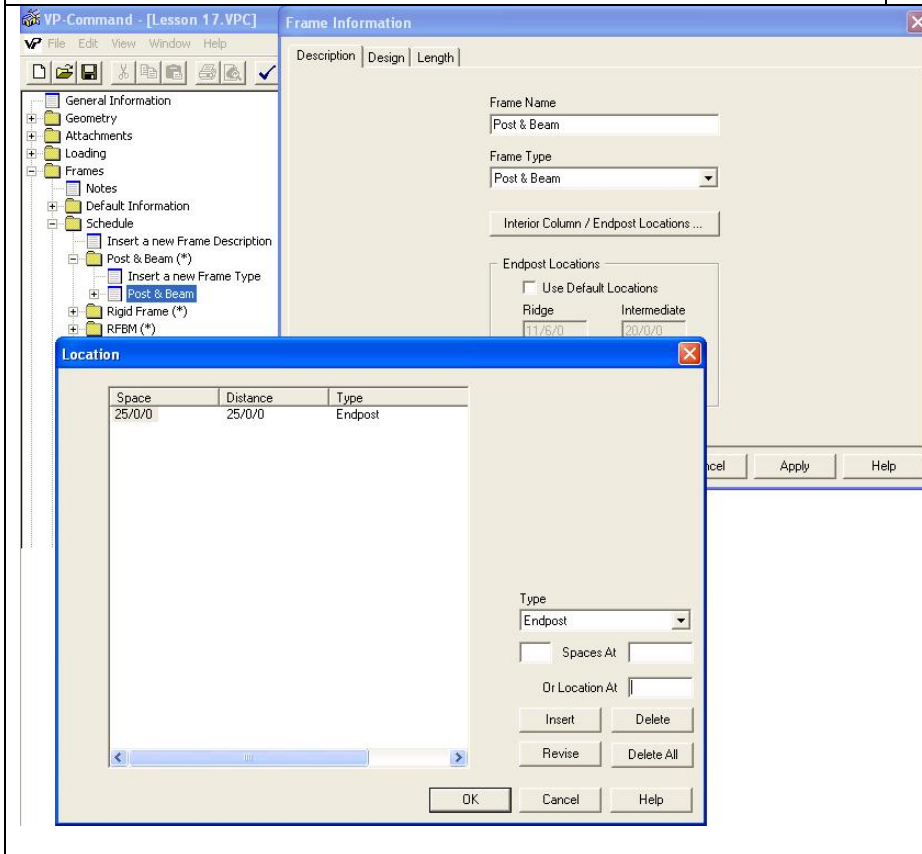 VP-Command - [Lesson 17.VPC]
File Edit View Window Help
General Information
Geometry
Attachments
Loading
Frames
Notes
Default Information
Schedule
Insert a new Frame Description
Post & Beam (*)
Insert a new Frame Type
Post & Beam
Rigid Frame (*)
RFBM (*)
Frame Information
Description Design Length
Frame Name
Post & Beam
Frame Type
Post & Beam
Interior Column / Endpost Locations ...
Endpost Locations
Use Default Locations
Ridge Intermediate
11/6/0 20/0/0
Apply Help
Location
Space Distance Type
25/0/0 25/0/0 Endpost
Type
Endpost
Spaces At
Or Location At
Insert Delete
Revise Delete All
OK Cancel Help